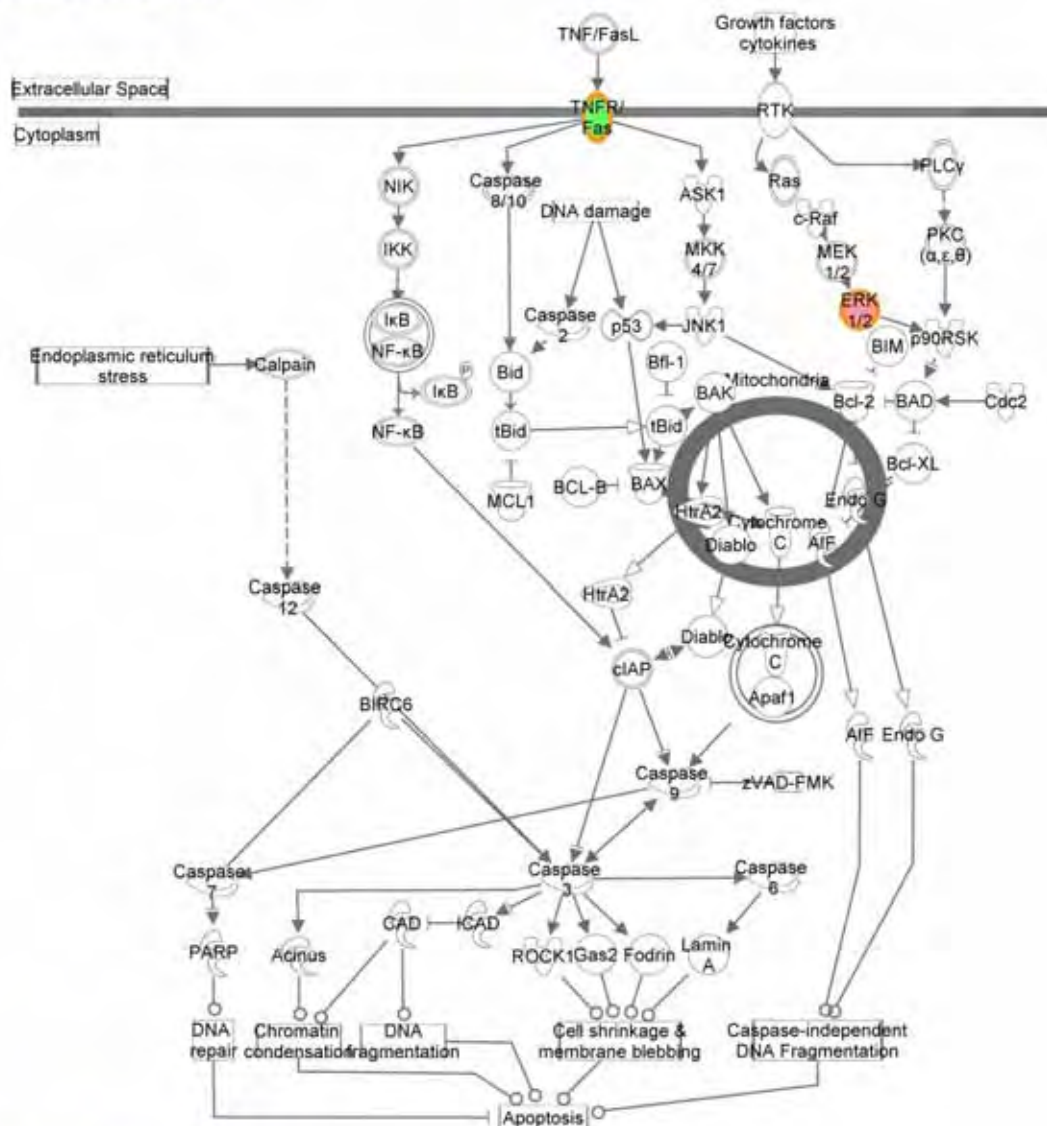 TNF/FasL
Growth factors
cytokines
Extracellular Space
TNFR/
Fas
RTK
Cytoplasm
NIK
Caspase
8/10
DNA damage
ASK1
Ras
PLCγ
c-Raf
IKK
MKK
4/7
MEK
1/2
PKC
(α,ε,θ)
IκB
NF-κB
Caspase
2
p53
JNK1
ERK
1/2
p90RSK
BIM
Endoplasmic reticulum
stress
Calpain
P
IκB
Bid
Bfl-1
BAK
Mitochondria
Bcl-2
BAD
Cdc2
NF-κB
tBid
tBid
Bcl-XL
MCL1
BCL-B
BAX
HtrA2
Cytochrome
C
Diablo
Endo G
AIF
Caspase
12
HtrA2
cIAP
Diablo
Cytochrome
C
Apaf1
BIRC6
AIF
Endo G
Caspase
9
zVAD-FMK
Caspase
7
Caspase
3
Caspase
6
PARP
Acinus
CAD
ICAD
ROCK1
Gas2
Fodrin
Lamin
A
DNA
repair
Chromatin
condensation
DNA
fragmentation
Cell shrinkage &
membrane blebbing
Caspase-independent
DNA Fragmentation
Apoptosis